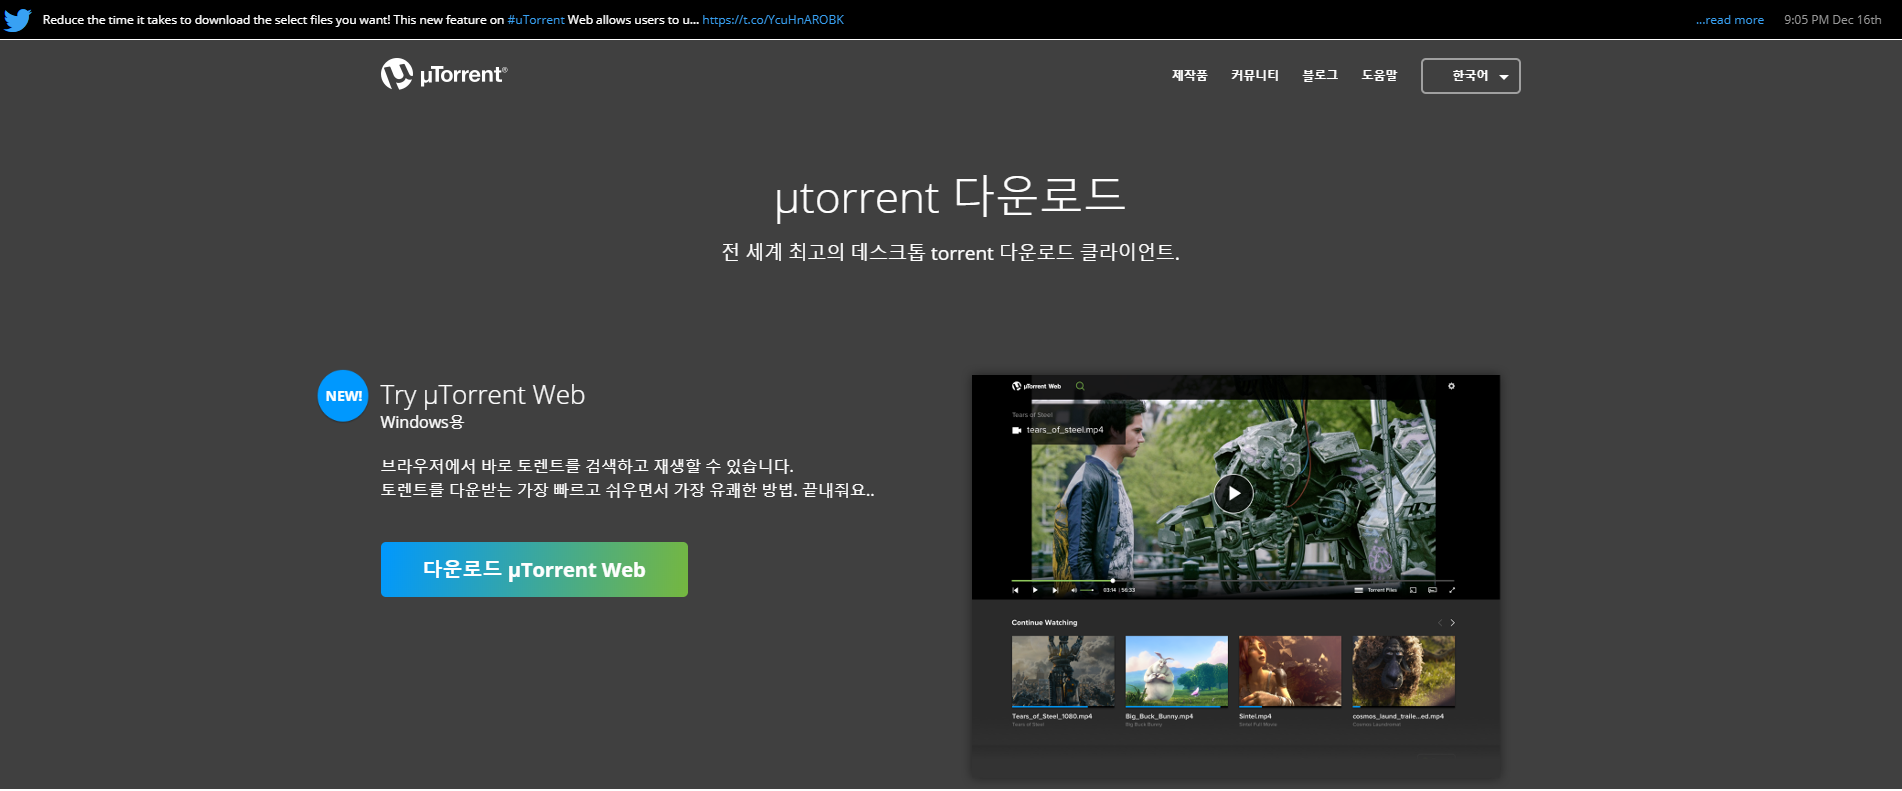 Reduce the time it takes to download the select files you want! This new feature on #uTorrent Web allows users to u... https://t.co/YcuHnAROBK
...read more 9:05 PM Dec 16th
µTorrent®
제작품 커뮤니티 블로그 도움말 한국어
µtorrent 다운로드
전 세계 최고의 데스크톱 torrent 다운로드 클라이언트.
NEW! Try µTorrent Web
Windows용
브라우저에서 바로 토렌트를 검색하고 재생할 수 있습니다.
토렌트를 다운받는 가장 빠르고 쉬우면서 가장 유쾌한 방법. 끝내줘요..
다운로드 µTorrent Web
µTorrent Web
Tears of Steel
tears_of_steel.mp4
03:14 | 56:33 Torrent Files
Continue Watching
Tears_of_Steel_1080.mp4 Big_Buck_Bunny.mp4 Sintel.mp4 cosmos_laund_traile...ed.mp4
Tears of Steel Big Buck Bunny Sintel Full Movie Cosmos Laundromat